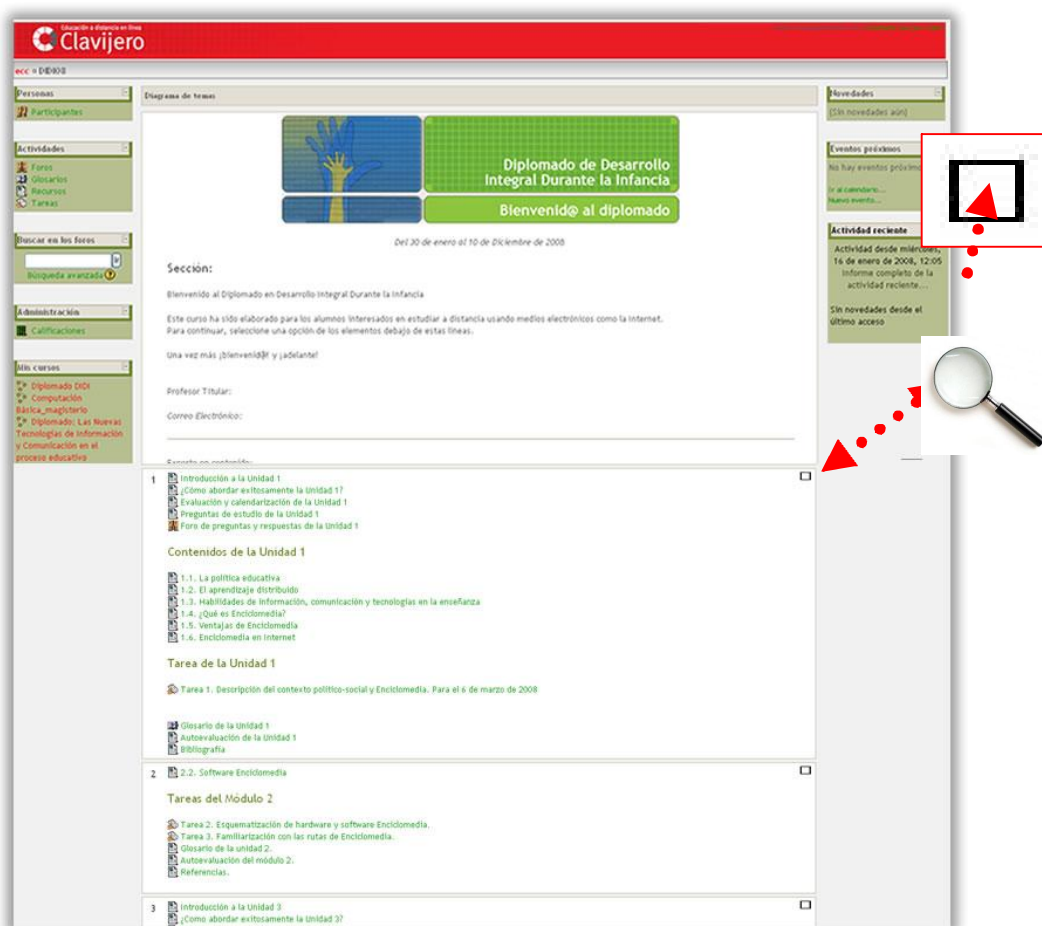 Educación a distancia en línea
Clavijero
ecc » DIDI08
Personas
Participantes
Actividades
Foros
Glosarios
Recursos
Tareas
Buscar en los foros
Búsqueda avanzada
Administración
Calificaciones
Mis cursos
Diplomado DIDI
Computación
Básica_magisterio
Diplomado: Las Nuevas
Tecnologías de Información
y Comunicación en el
proceso educativo
Diagrama de temas
Diplomado de Desarrollo
Integral Durante la Infancia
Bienvenid@ al diplomado
Del 30 de enero al 10 de Diciembre de 2008
Sección:
Bienvenido al Diplomado en Desarrollo Integral Durante la Infancia
Este curso ha sido elaborado para los alumnos interesados en estudiar a distancia usando medios electrónicos como la Internet.
Para continuar, seleccione una opción de los elementos debajo de estas líneas.
Una vez más ¡bienvenid@! y ¡adelante!
Profesor Titular:
Correo Electrónico:
Experto en contenido:
1 Introducción a la Unidad 1
¿Cómo abordar exitosamente la Unidad 1?
Evaluación y calendarización de la Unidad 1
Preguntas de estudio de la Unidad 1
Foro de preguntas y respuestas de la Unidad 1
Contenidos de la Unidad 1
1.1. La política educativa
1.2. El aprendizaje distribuido
1.3. Habilidades de información, comunicación y tecnologías en la enseñanza
1.4. ¿Qué es Enciclomedia?
1.5. Ventajas de Enciclomedia
1.6. Enciclomedia en Internet
Tarea de la Unidad 1
Tarea 1. Descripción del contexto político-social y Enciclomedia. Para el 6 de marzo de 2008
Glosario de la Unidad 1
Autoevaluación de la Unidad 1
Bibliografía
2 2.2. Software Enciclomedia
Tareas del Módulo 2
Tarea 2. Esquematización de hardware y software Enciclomedia.
Tarea 3. Familiarización con las rutas de Enciclomedia.
Glosario de la unidad 2.
Autoevaluación del módulo 2.
Referencias.
3 Introducción a la Unidad 3
¿Como abordar exitosamente la Unidad 3?
Novedades
(Sin novedades aún)
Eventos próximos
No hay eventos próximos
Ir al calendario...
Nuevo evento...
Actividad reciente
Actividad desde miércoles,
16 de enero de 2008, 12:05
Informe completo de la
actividad reciente...
Sin novedades desde el
último acceso